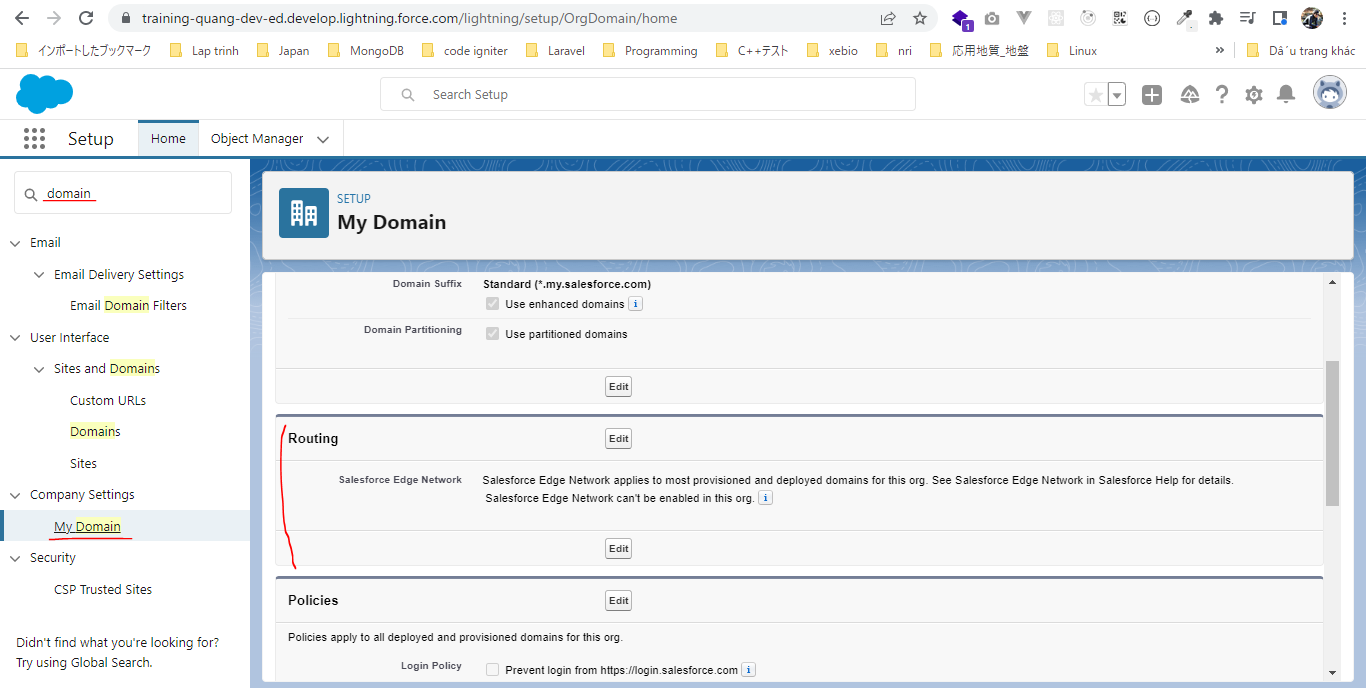 training-quang-dev-ed.develop.lightning.force.com/lightning/setup/OrgDomain/home
1
インポートしたブックマーク
Lap trinh
Japan
MongoDB
code igniter
Laravel
Programming
C++テスト
xebio
nri
応用地質_地盤
Linux
»
Dấu trang khác
Search Setup
Setup
Home
Object Manager
domain
Email
Email Delivery Settings
Email Domain Filters
User Interface
Sites and Domains
Custom URLs
Domains
Sites
Company Settings
My Domain
Security
CSP Trusted Sites
Didn't find what you're looking for?
Try using Global Search.
SETUP
My Domain
Domain Suffix
Standard (*.my.salesforce.com)
Use enhanced domains i
Domain Partitioning
Use partitioned domains
Edit
Routing
Edit
Salesforce Edge Network
Salesforce Edge Network applies to most provisioned and deployed domains for this org. See Salesforce Edge Network in Salesforce Help for details.
Salesforce Edge Network can't be enabled in this org. i
Edit
Policies
Edit
Policies apply to all deployed and provisioned domains for this org.
Login Policy
Prevent login from https://login.salesforce.com i